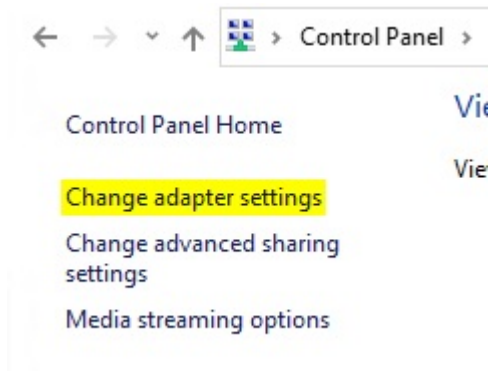 > Control Panel >
Control Panel Home
Change adapter settings
Change advanced sharing
settings
Media streaming options